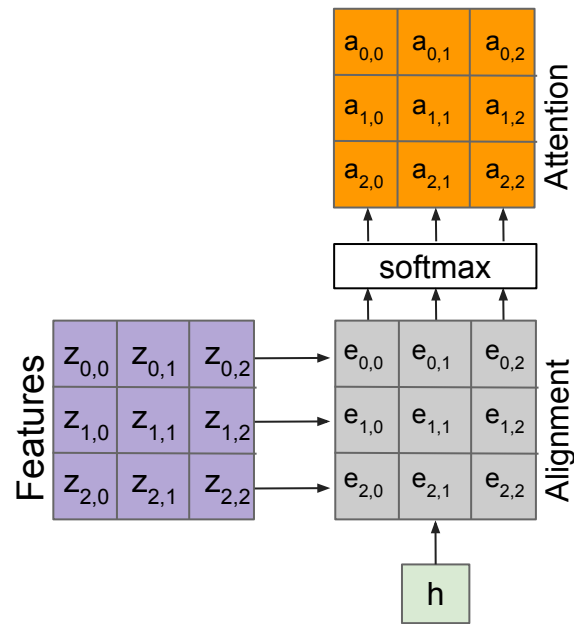 a0,0 a0,1 a0,2
a1,0 a1,1 a1,2
a2,0 a2,1 a2,2
Attention
softmax
Features
z0,0 z0,1 z0,2
z1,0 z1,1 z1,2
z2,0 z2,1 z2,2
e0,0 e0,1 e0,2
e1,0 e1,1 e1,2
e2,0 e2,1 e2,2
Alignment
h